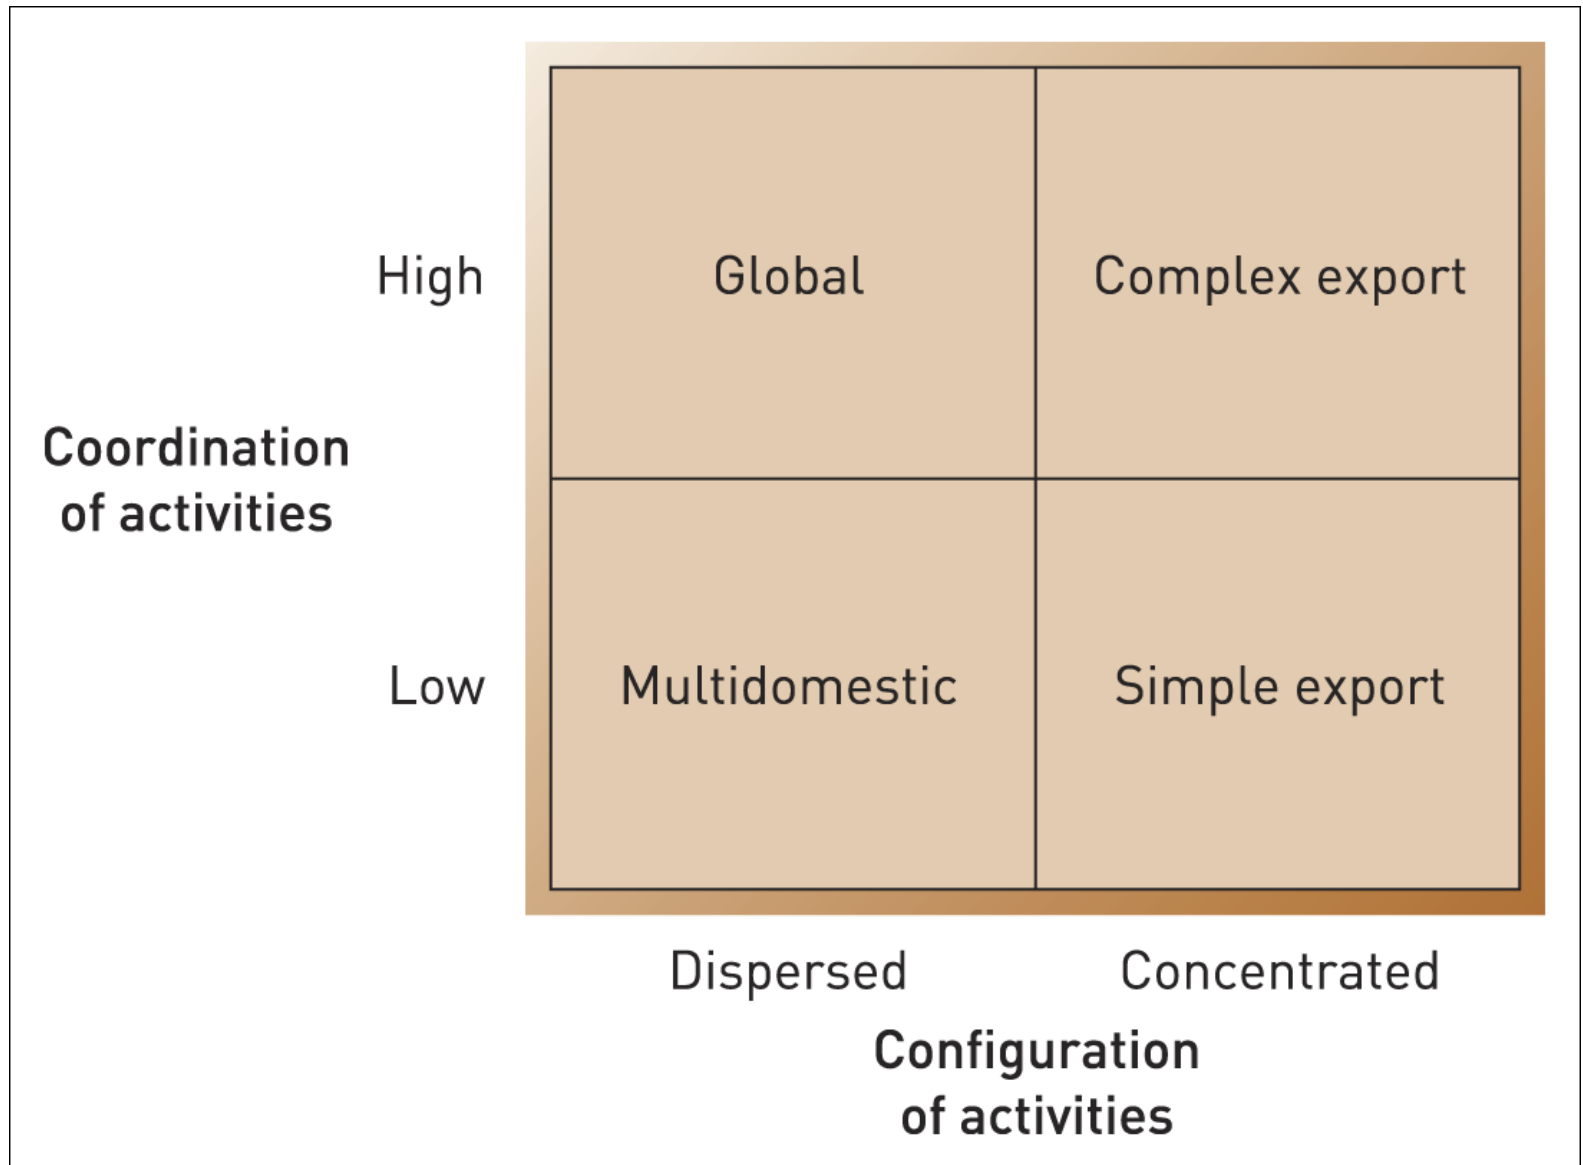 High
Global
Complex export
Coordination
of activities
Low
Multidomestic
Simple export
Dispersed
Concentrated
Configuration
of activities